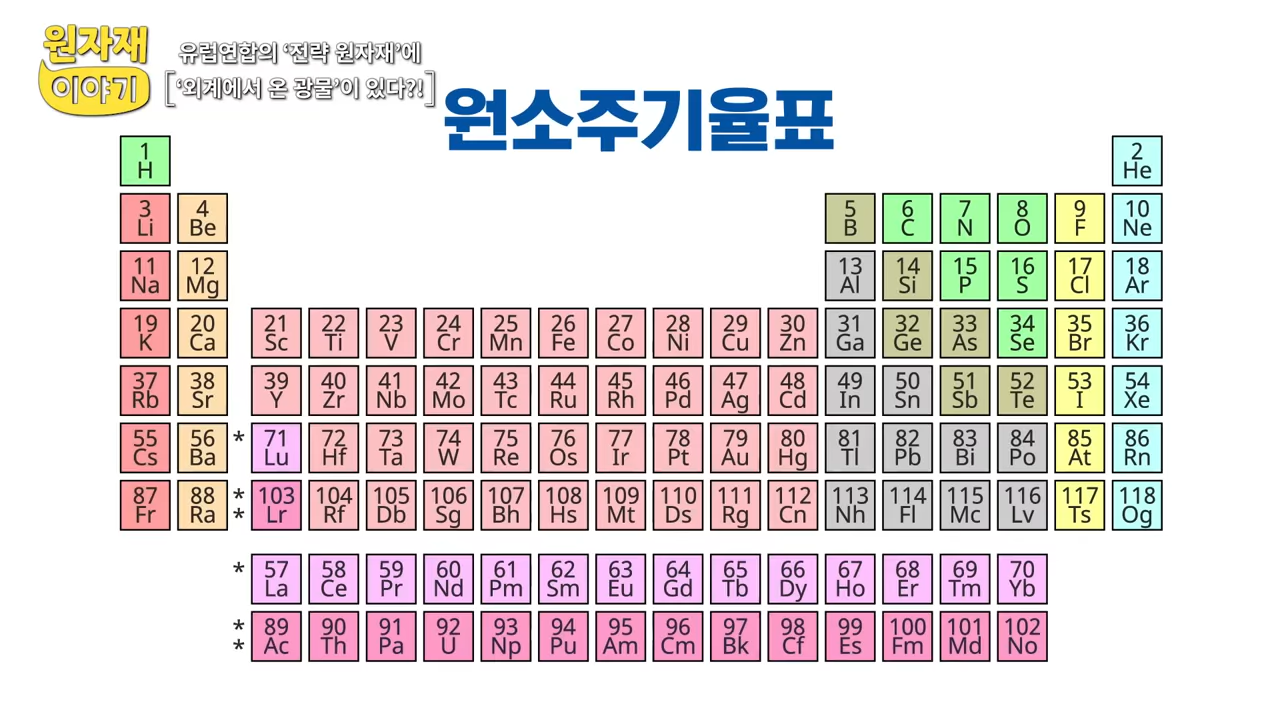 원자재
이야기
유럽연합의 ‘전략 원자재’에
[‘외계에서 온 광물’이 있다?!]
원소주기율표
1 2
H He
3 4 5 6 7 8 9 10
Li Be B C N O F Ne
11 12 13 14 15 16 17 18
Na Mg Al Si P S Cl Ar
19 20 21 22 23 24 25 26 27 28 29 30 31 32 33 34 35 36
K Ca Sc Ti V Cr Mn Fe Co Ni Cu Zn Ga Ge As Se Br Kr
37 38 39 40 41 42 43 44 45 46 47 48 49 50 51 52 53 54
Rb Sr Y Zr Nb Mo Tc Ru Rh Pd Ag Cd In Sn Sb Te I Xe
55 56 * 71 72 73 74 75 76 77 78 79 80 81 82 83 84 85 86
Cs Ba Lu Hf Ta W Re Os Ir Pt Au Hg Tl Pb Bi Po At Rn
87 88 * 103 104 105 106 107 108 109 110 111 112 113 114 115 116 117 118
Fr Ra * Lr Rf Db Sg Bh Hs Mt Ds Rg Cn Nh Fl Mc Lv Ts Og
* 57 58 59 60 61 62 63 64 65 66 67 68 69 70
La Ce Pr Nd Pm Sm Eu Gd Tb Dy Ho Er Tm Yb
* 89 90 91 92 93 94 95 96 97 98 99 100 101 102
* Ac Th Pa U Np Pu Am Cm Bk Cf Es Fm Md No